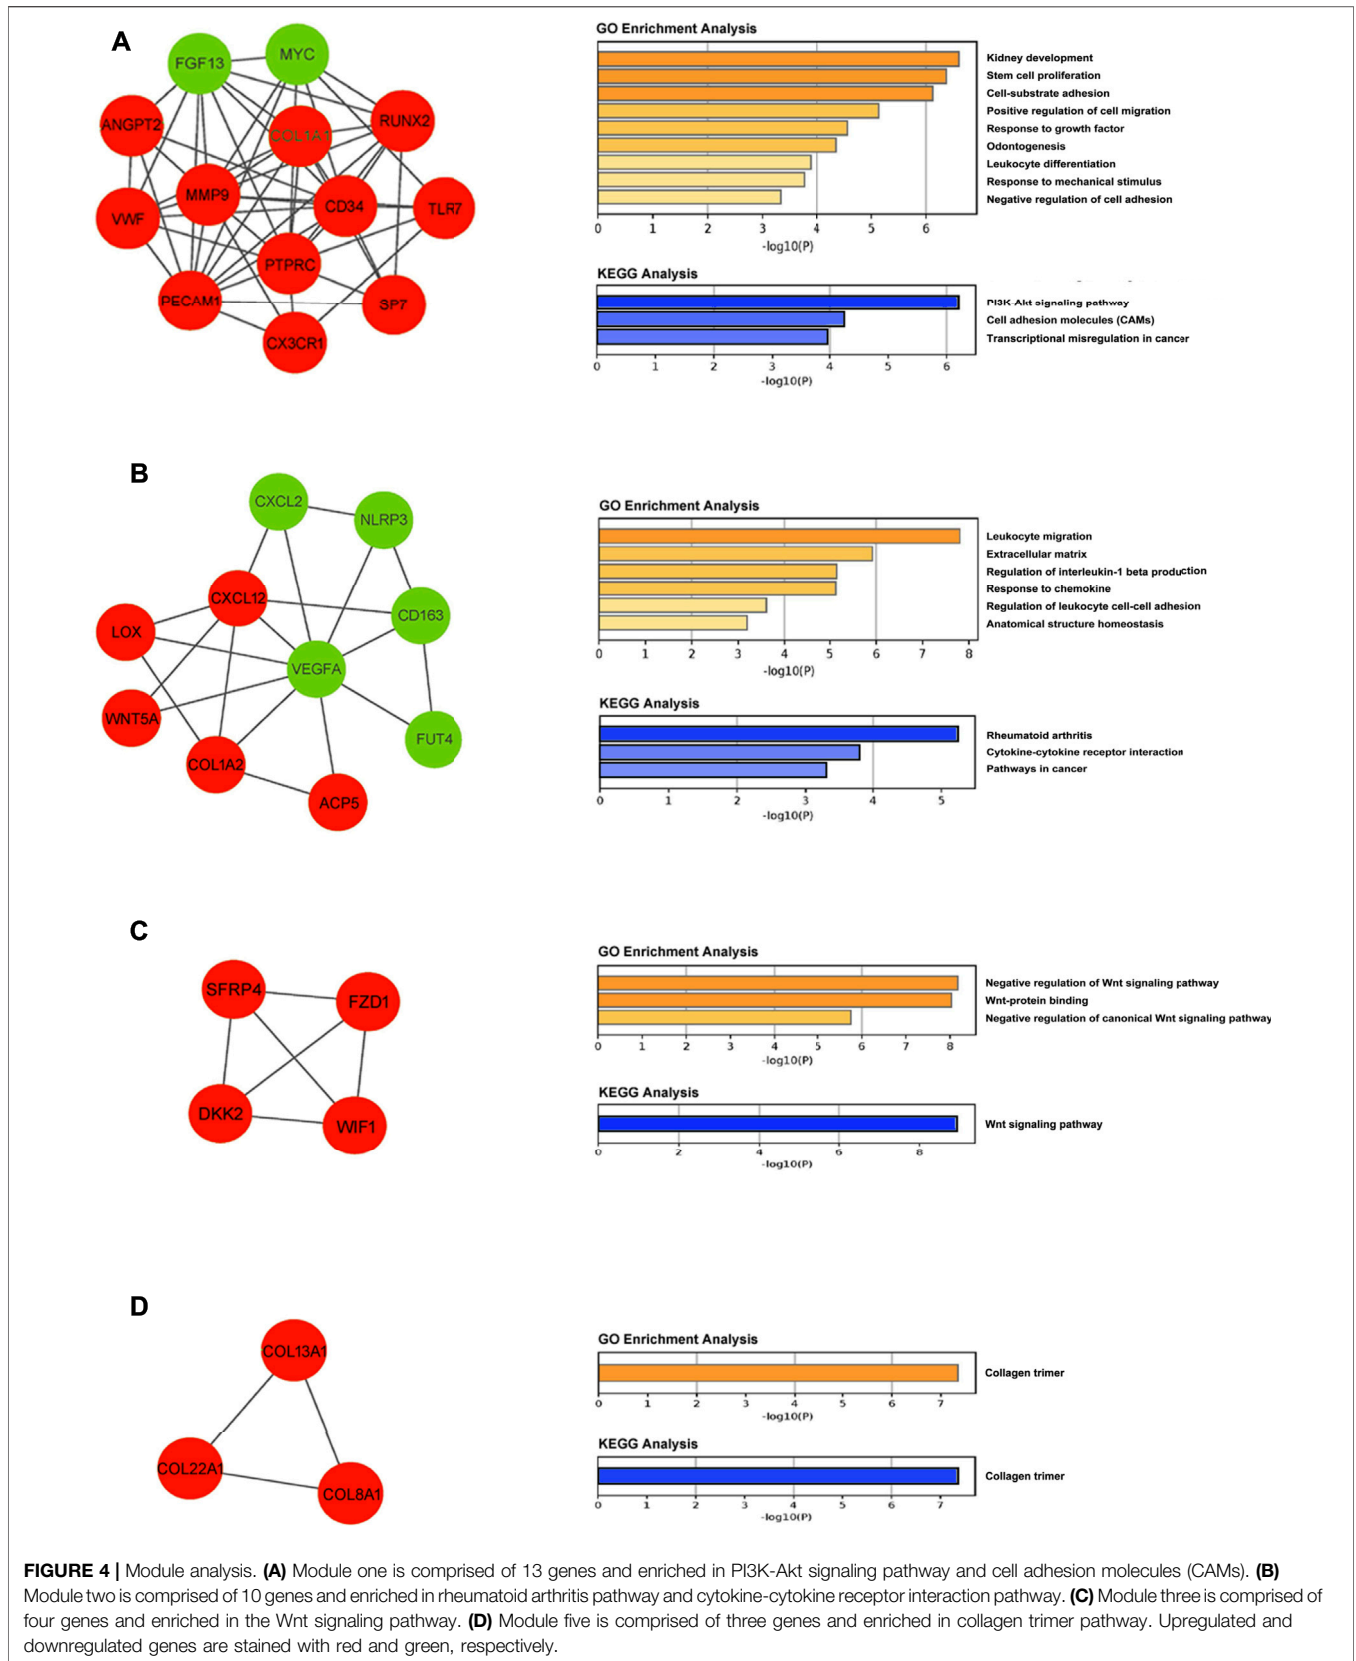 A
FGF13
MYC
ANGPT2
COL1A1
RUNX2
MMP9
CD34
VWF
TLR7
PTPRC
PECAM1
SP7
CX3CR1
GO Enrichment Analysis
Kidney development
Stem cell proliferation
Cell-substrate adhesion
Positive regulation of cell migration
Response to growth factor
Odontogenesis
Leukocyte differentiation
Response to mechanical stimulus
Negative regulation of cell adhesion
0 1 2 3 4 5 6
-log10(P)
KEGG Analysis
PI3K-Akt signaling pathway
Cell adhesion molecules (CAMs)
Transcriptional misregulation in cancer
0 1 2 3 4 5 6
-log10(P)
B
CXCL2
NLRP3
CXCL12
CD163
LOX
VEGFA
WNT5A
FUT4
COL1A2
ACP5
GO Enrichment Analysis
Leukocyte migration
Extracellular matrix
Regulation of interleukin-1 beta production
Response to chemokine
Regulation of leukocyte cell-cell adhesion
Anatomical structure homeostasis
0 1 2 3 4 5 6 7 8
-log10(P)
KEGG Analysis
Rheumatoid arthritis
Cytokine-cytokine receptor interaction
Pathways in cancer
0 1 2 3 4 5
-log10(P)
C
SFRP4
FZD1
DKK2
WIF1
GO Enrichment Analysis
Negative regulation of Wnt signaling pathway
Wnt-protein binding
Negative regulation of canonical Wnt signaling pathway
0 1 2 3 4 5 6 7 8
-log10(P)
KEGG Analysis
Wnt signaling pathway
0 2 4 6 8
-log10(P)
D
COL13A1
COL22A1
COL8A1
GO Enrichment Analysis
Collagen trimer
0 1 2 3 4 5 6 7
-log10(P)
KEGG Analysis
Collagen trimer
0 1 2 3 4 5 6 7
-log10(P)
FIGURE 4 | Module analysis. (A) Module one is comprised of 13 genes and enriched in PI3K-Akt signaling pathway and cell adhesion molecules (CAMs). (B)
Module two is comprised of 10 genes and enriched in rheumatoid arthritis pathway and cytokine-cytokine receptor interaction pathway. (C) Module three is comprised of
four genes and enriched in the Wnt signaling pathway. (D) Module five is comprised of three genes and enriched in collagen trimer pathway. Upregulated and
downregulated genes are stained with red and green, respectively.